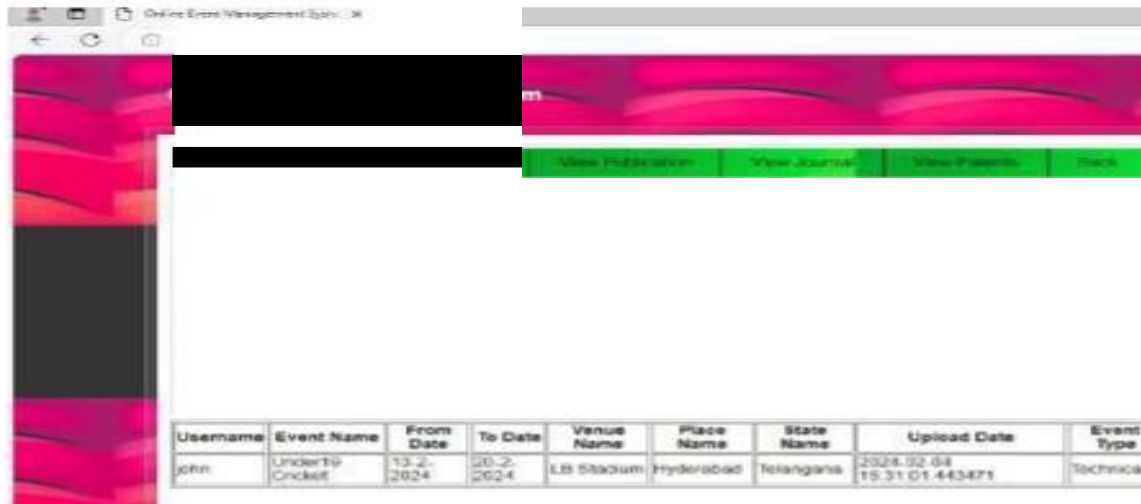 Online Event Management Syst
View Publication View Journal View Patents Back
Username Event Name From Date To Date Venue Name Place Name State Name Upload Date Event Type
john Under19 Cricket 13-2-2024 20-2-2024 LB Stadium Hyderabad Telangana 2024-02-04 15:31:01.443471 Technical